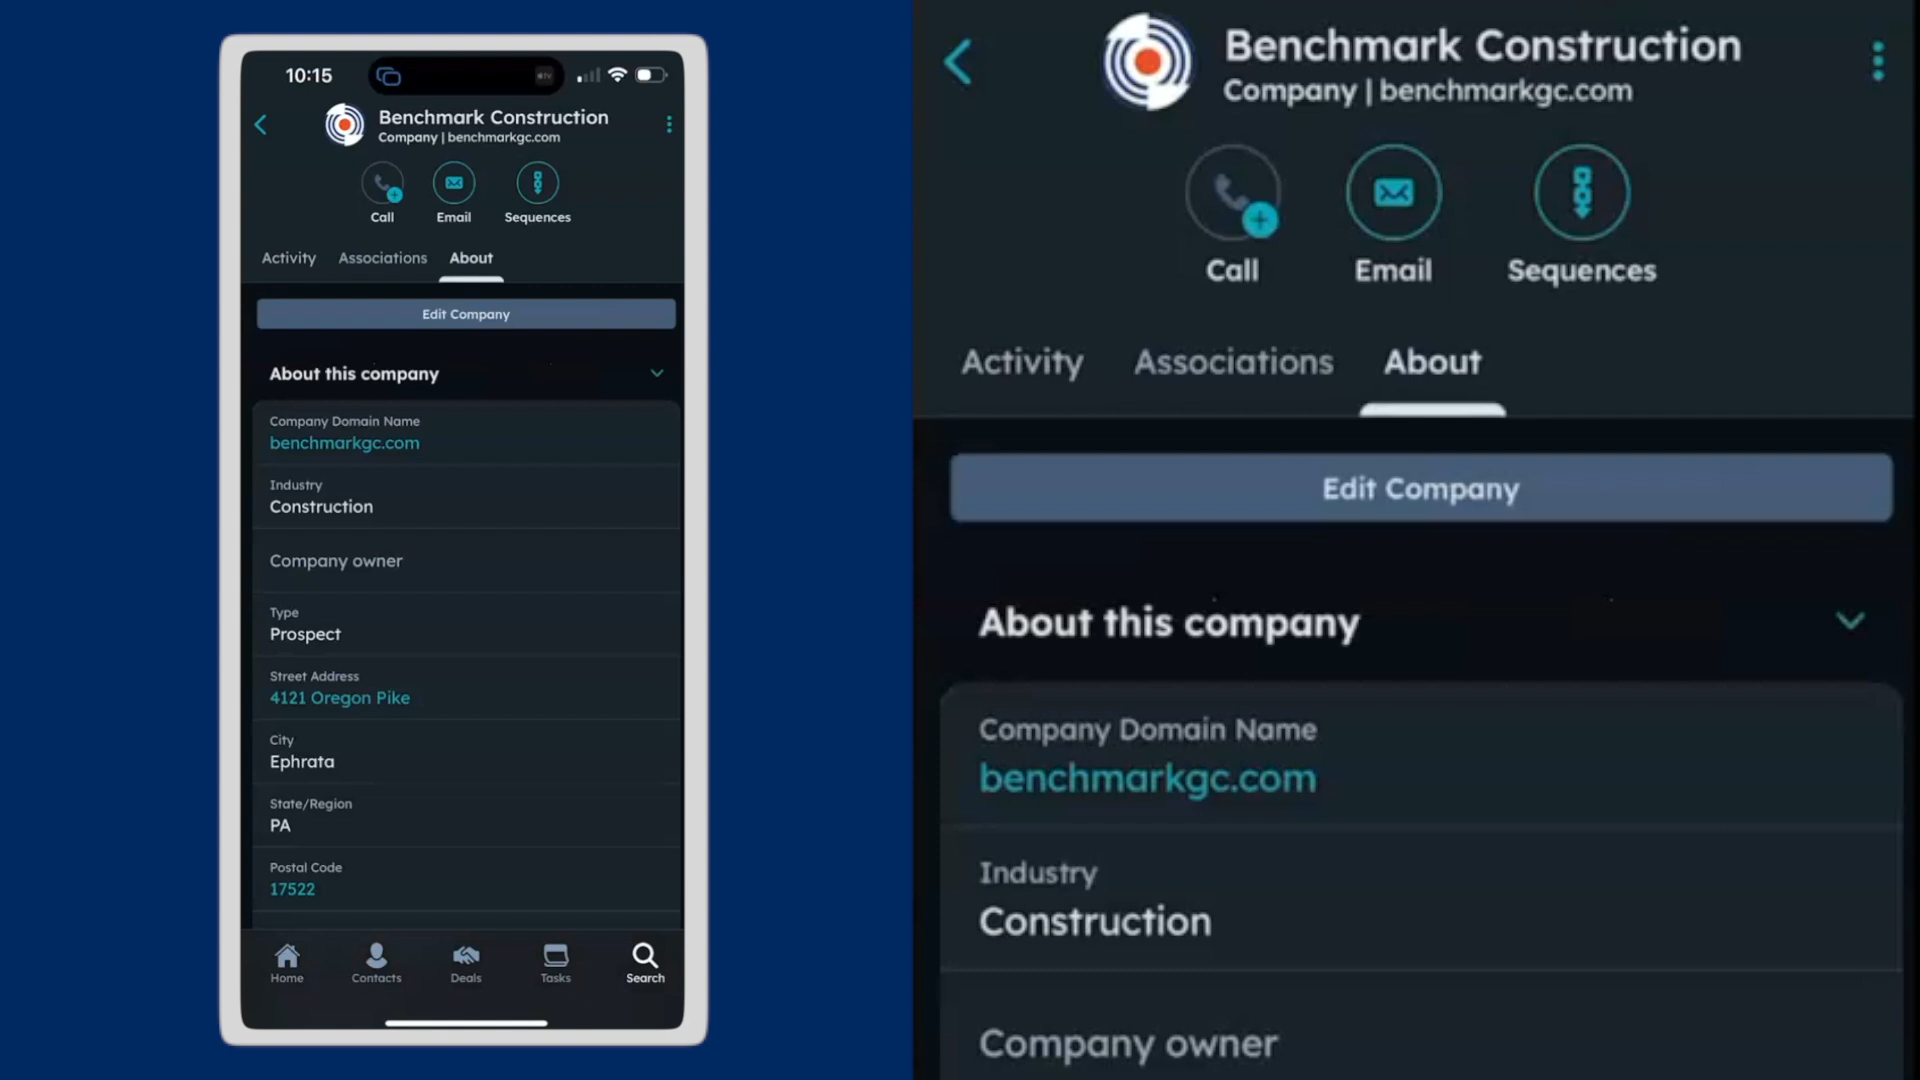 10:15
Benchmark Construction
Company | benchmarkgc.com
Call
Email
Sequences
Activity
Associations
About
Edit Company
About this company
Company Domain Name
benchmarkgc.com
Industry
Construction
Company owner
Type
Prospect
Street Address
4121 Oregon Pike
City
Ephrata
State/Region
PA
Postal Code
17522
Home
Contacts
Deals
Tasks
Search
Benchmark Construction
Company | benchmarkgc.com
Call
Email
Sequences
Activity
Associations
About
Edit Company
About this company
Company Domain Name
benchmarkgc.com
Industry
Construction
Company owner